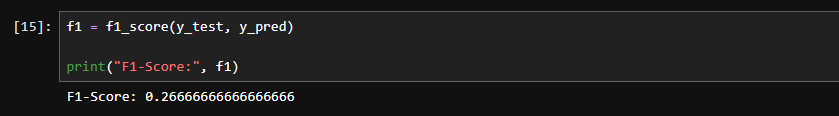 [15]: f1 = f1_score(y_test, y_pred)
print("F1-Score:", f1)
F1-Score: 0.26666666666666666